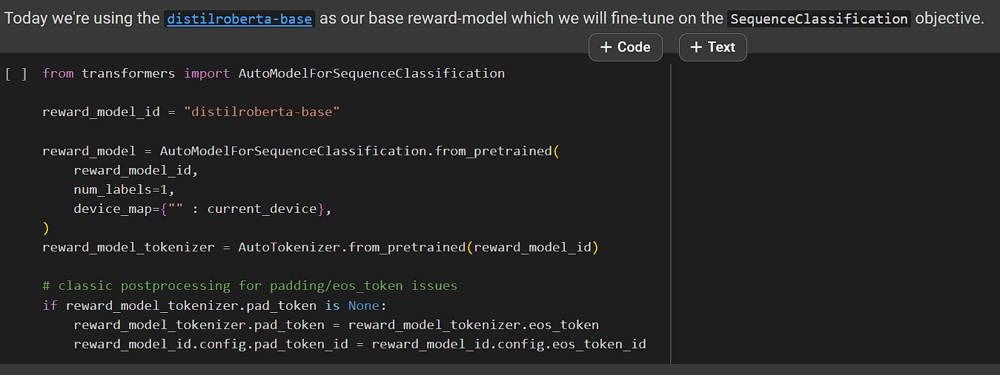 Today we're using the distilroberta-base as our base reward-model which we will fine-tune on the SequenceClassification objective.
+ Code + Text
[ ] from transformers import AutoModelForSequenceClassification
reward_model_id = "distilroberta-base"
reward_model = AutoModelForSequenceClassification.from_pretrained(
    reward_model_id,
    num_labels=1,
    device_map={"" : current_device},
)
reward_model_tokenizer = AutoTokenizer.from_pretrained(reward_model_id)
# classic postprocessing for padding/eos_token issues
if reward_model_tokenizer.pad_token is None:
    reward_model_tokenizer.pad_token = reward_model_tokenizer.eos_token
    reward_model_id.config.pad_token_id = reward_model_id.config.eos_token_id